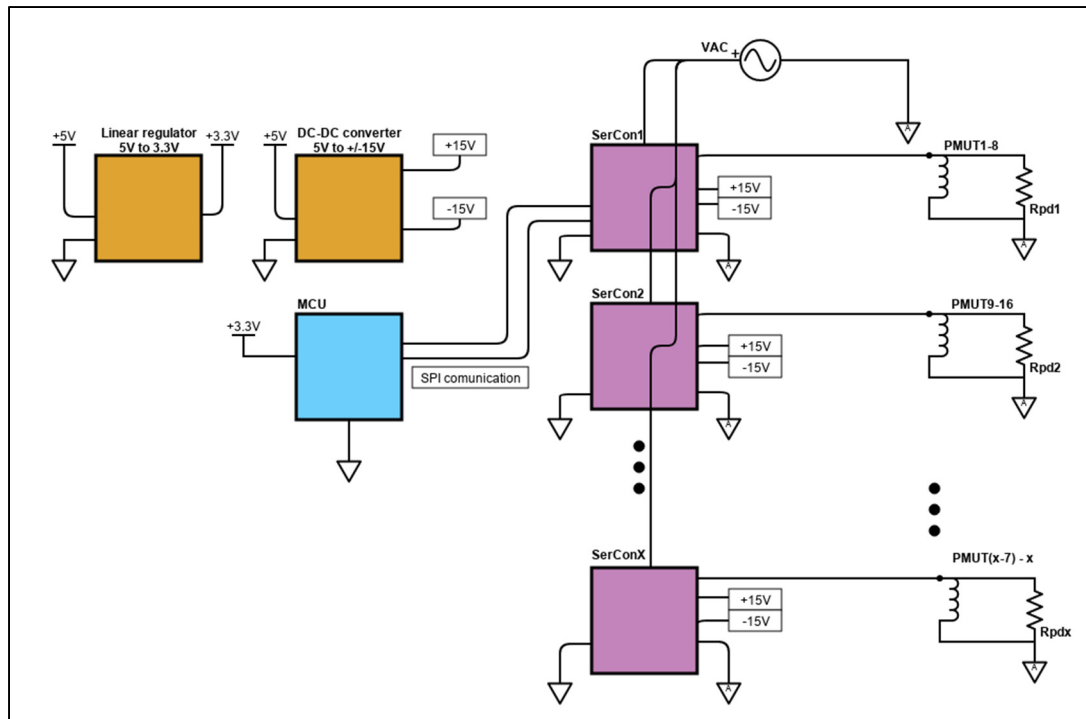 VAC +
SerCon1
PMUT1-8
+5V
Linear regulator
5V to 3.3V
+3.3V
+5V
DC-DC converter
5V to +/-15V
+15V
-15V
A
+15V
-15V
Rpd1
A
A
MCU
+3.3V
SPI comunication
SerCon2
PMUT9-16
+15V
-15V
Rpd2
A
A
SerConX
PMUT(x-7) - x
+15V
-15V
Rpdx
A
A